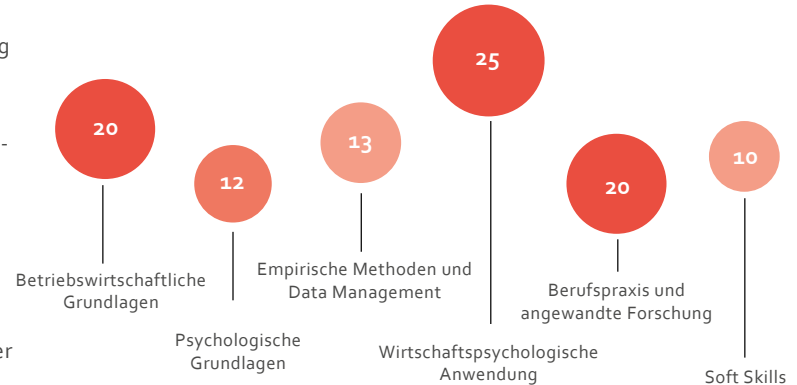 g
-
er
20
Betriebswirtschaftliche
Grundlagen
12
Psychologische
Grundlagen
13
Empirische Methoden und
Data Management
25
Wirtschaftspsychologische
Anwendung
20
Berufspraxis und
angewandte Forschung
10
Soft Skills